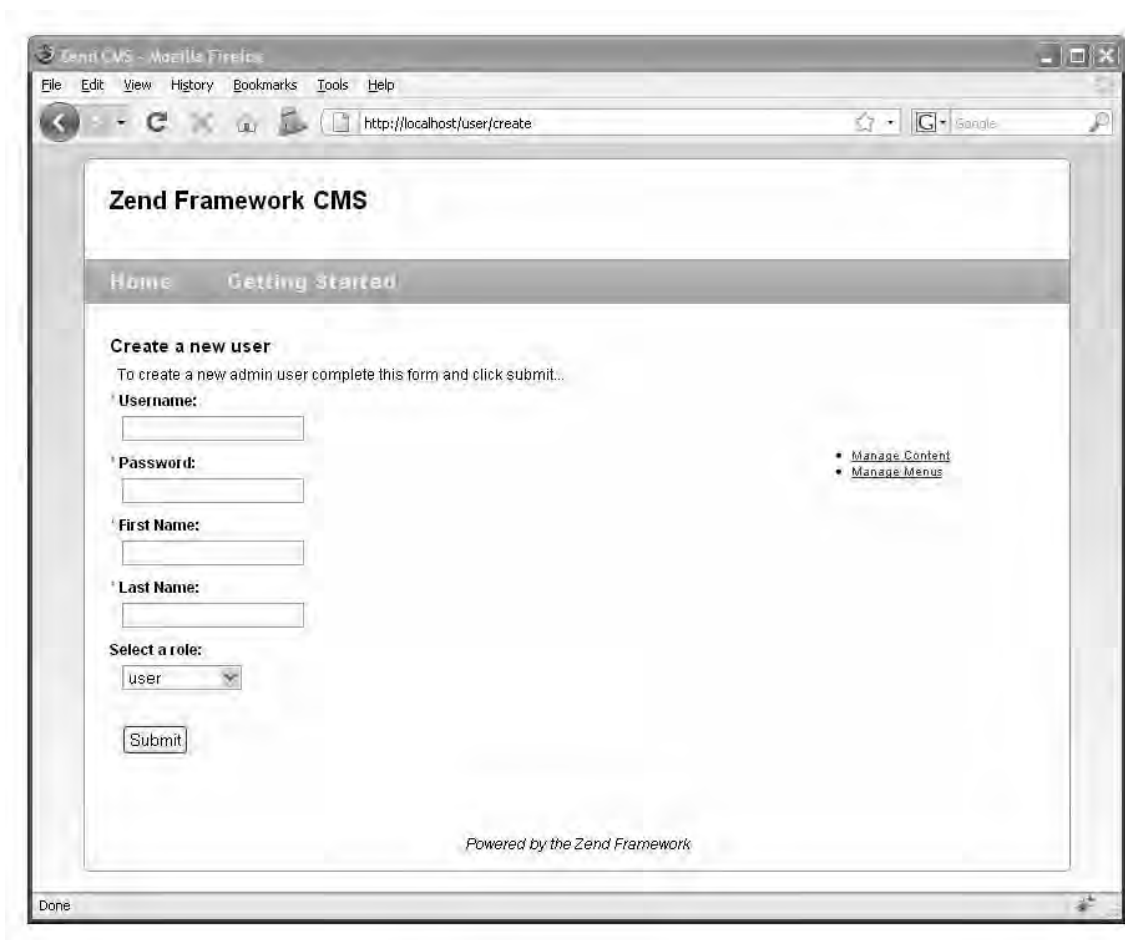 Zend CMS - Mozilla Firefox
File Edit View History Bookmarks Tools Help
http://localhost/user/create
G Google
Zend Framework CMS
Home Getting Started
Create a new user
To create a new admin user complete this form and click submit...
* Username:
* Password:
* First Name:
* Last Name:
Select a role:
user
Submit
Manage Content
Manage Menus
Powered by the Zend Framework
Done